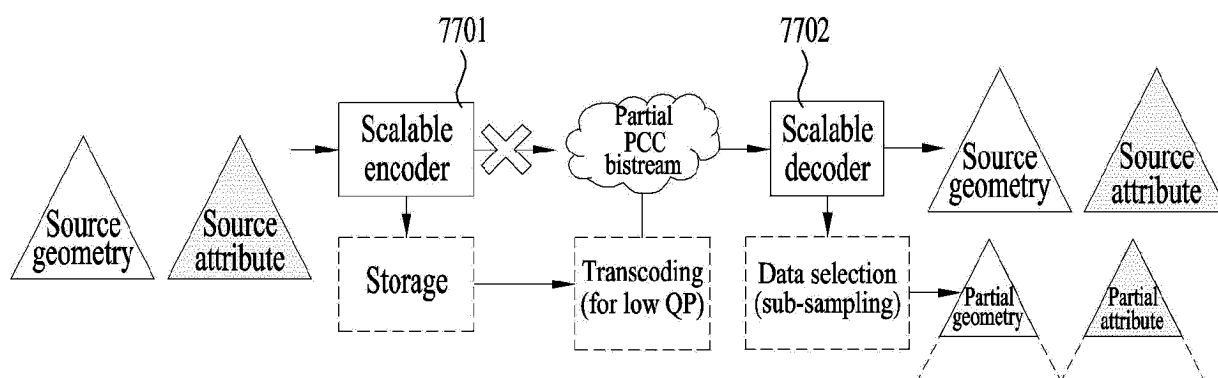 7701
7702
Source
geometry
Source
attribute
Scalable
encoder
Partial
PCC
bistream
Scalable
decoder
Source
geometry
Source
attribute
Storage
Transcoding
(for low QP)
Data selection
(sub-sampling)
Partial
geometry
Partial
attribute